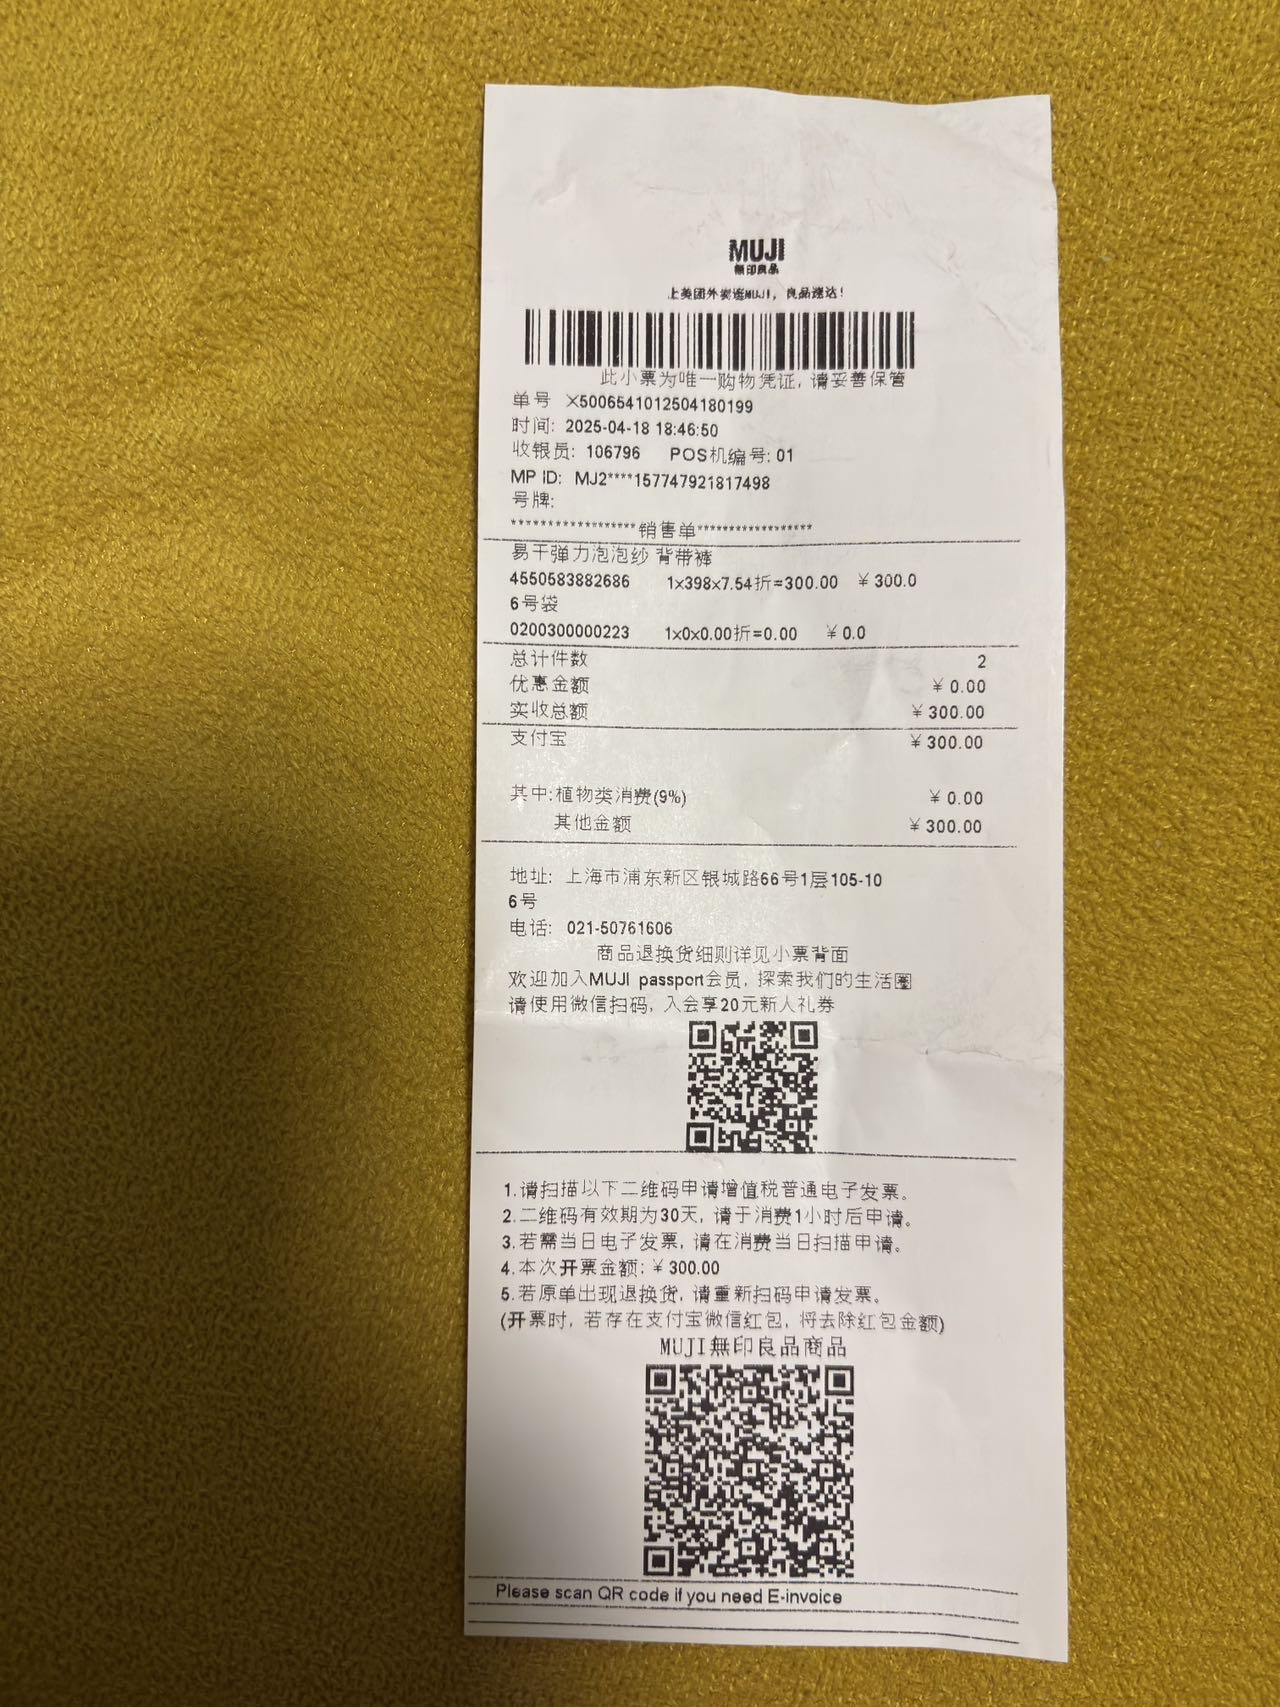 MUJI
無印良品
上美团外卖逛MUJI，良品速达！
此小票为唯一购物凭证, 请妥善保管
单号 X5006541012504180199
时间: 2025-04-18 18:46:50
收银员: 106796 POS机编号: 01
MP ID: MJ2****157747921817498
号牌:
******************销售单*****************
易干弹力泡泡纱 背带裤
4550583882686 1x398x7.54折=300.00 ￥300.0
6号袋
0200300000223 1x0x0.00折=0.00 ￥0.0
总计件数 2
优惠金额 ￥0.00
实收总额 ￥300.00
支付宝 ￥300.00
其中:植物类消费(9%) ￥0.00
其他金额 ￥300.00
地址: 上海市浦东新区银城路66号1层105-10
6号
电话: 021-50761606
商品退换货细则详见小票背面
欢迎加入MUJI passport会员, 探索我们的生活圈
请使用微信扫码, 入会享20元新人礼券
1.请扫描以下二维码申请增值税普通电子发票。
2.二维码有效期为30天, 请于消费1小时后申请。
3.若需当日电子发票, 请在消费当日扫描申请。
4.本次开票金额: ￥300.00
5.若原单出现退换货, 请重新扫码申请发票。
(开票时, 若存在支付宝微信红包, 将去除红包金额)
MUJI無印良品商品
Please scan QR code if you need E-invoice